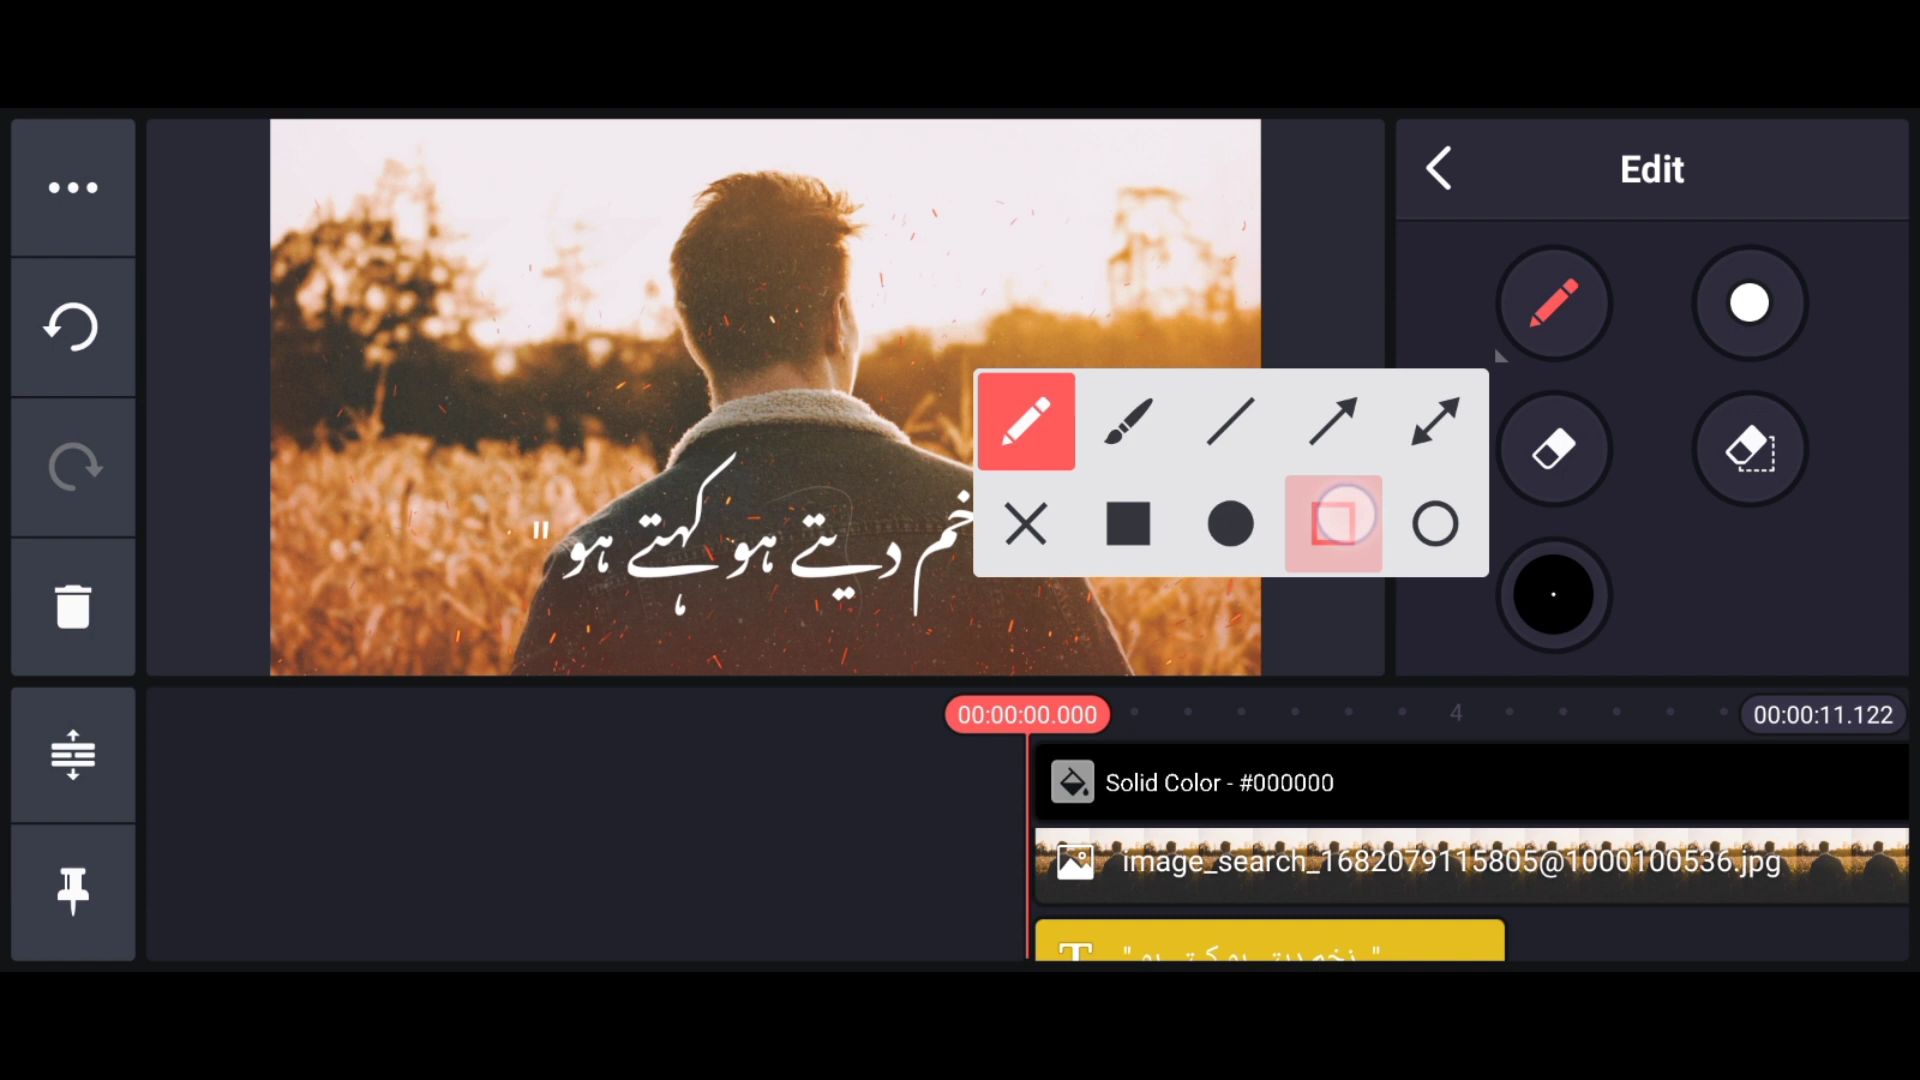 Edit
خم دیتے ہو کہتے ہو "
00:00:00.000
4
00:00:11.122
Solid Color - #000000
image_search_1682079115805@1000100536.jpg